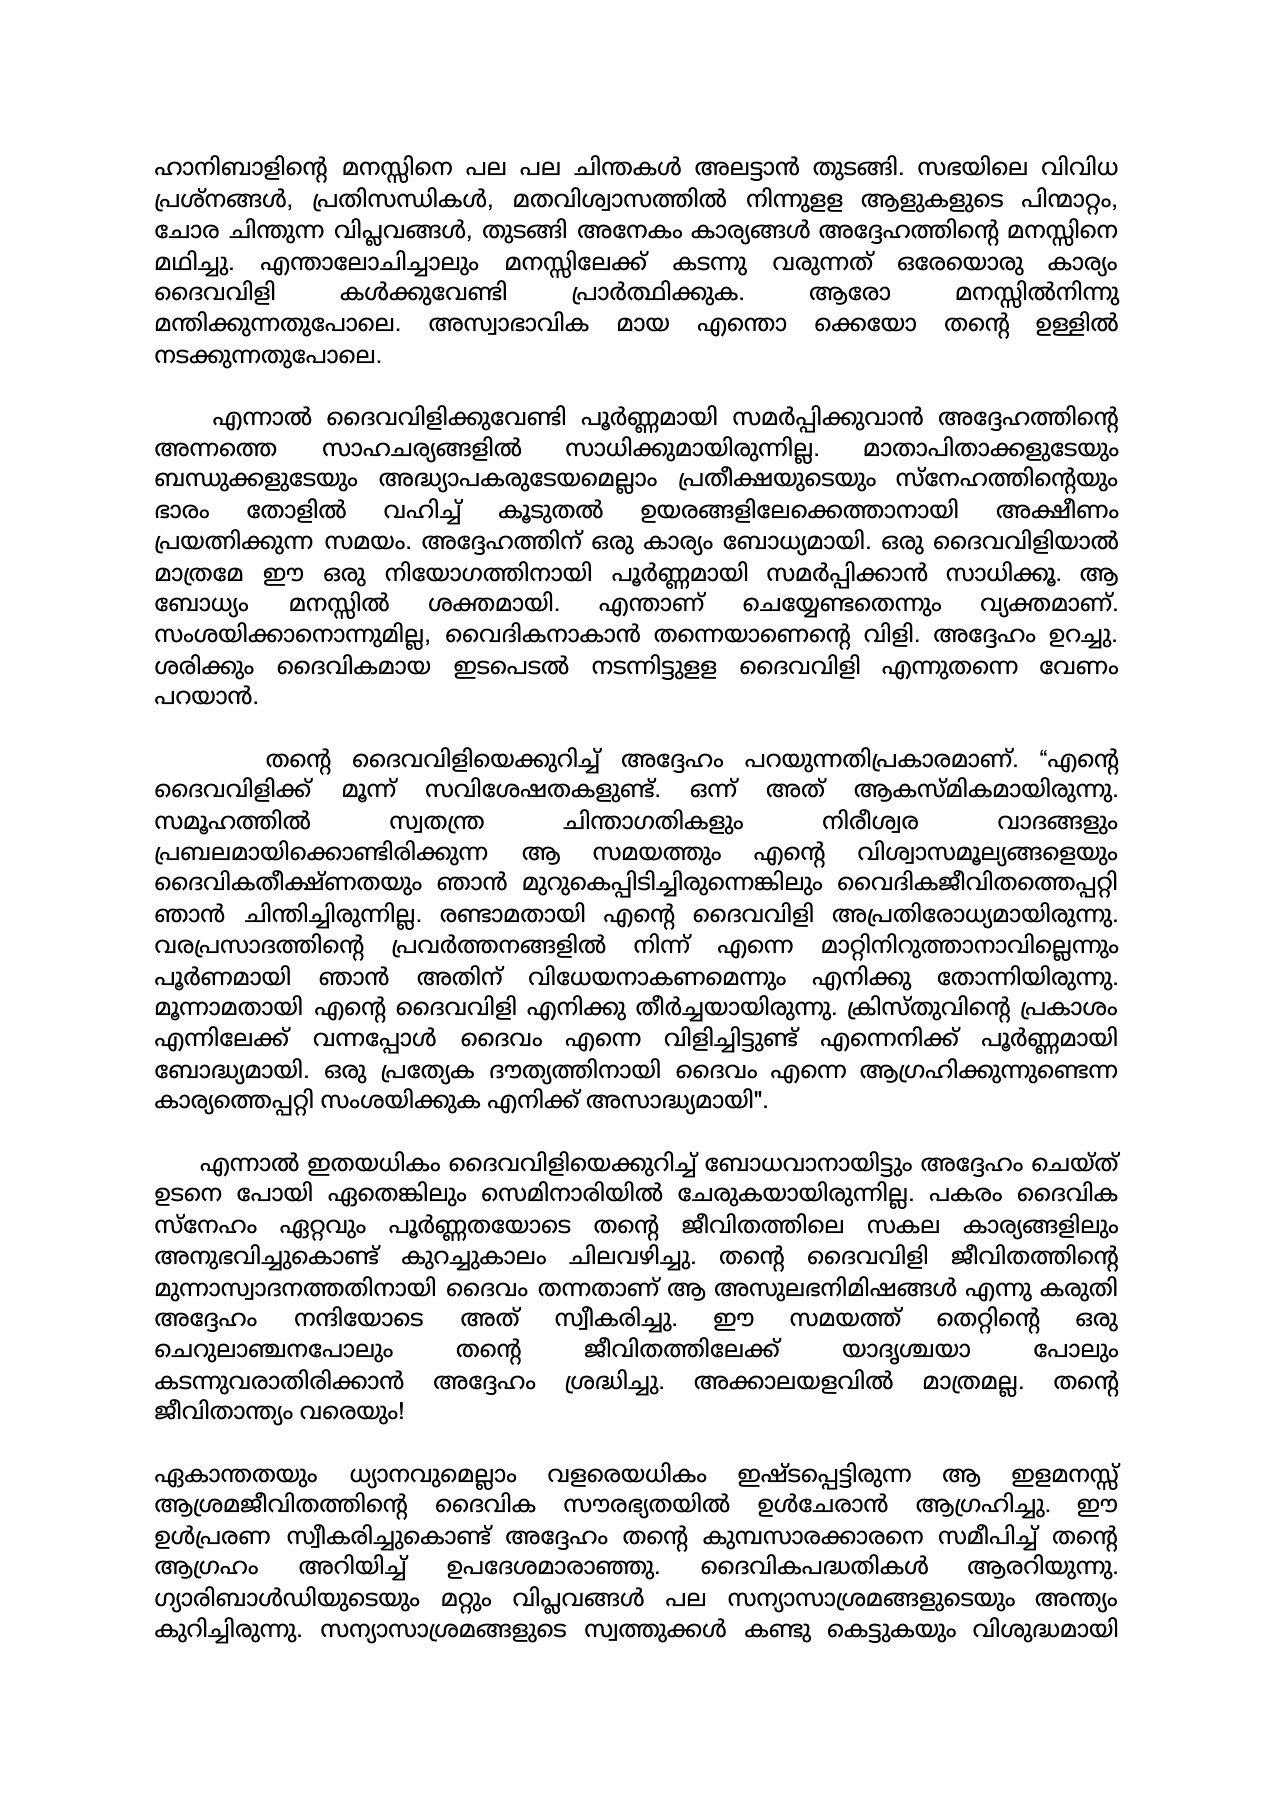 ഹാനിബാളിന്റെ മനസ്സിനെ പല പല ചിന്തകൾ അലട്ടാൻ തുടങ്ങി. സഭയിലെ വിവിധ
പ്രശ്നങ്ങൾ, പ്രതിസന്ധികൾ, മതവിശ്വാസത്തിൽ നിന്നുളള ആളുകളുടെ പിന്മാറ്റം,
ചോര ചിന്തുന്ന വിപ്ലവങ്ങൾ, തുടങ്ങി അനേകം കാര്യങ്ങൾ അദ്ദേഹത്തിന്റെ മനസ്സിനെ
മഥിച്ചു. എന്താലോചിച്ചാലും മനസ്സിലേക്ക് കടന്നു വരുന്നത് ഒരേയൊരു കാര്യം
ദൈവവിളി കൾക്കുവേണ്ടി പ്രാർത്ഥിക്കുക. ആരോ മനസ്സിൽനിന്നു
മന്തിക്കുന്നതുപോലെ. അസ്വാഭാവിക മായ എന്തൊ ക്കെയോ തന്റെ ഉള്ളിൽ
നടക്കുന്നതുപോലെ.
എന്നാൽ ദൈവവിളിക്കുവേണ്ടി പൂർണ്ണമായി സമർപ്പിക്കുവാൻ അദ്ദേഹത്തിന്റെ
അന്നത്തെ സാഹചര്യങ്ങളിൽ സാധിക്കുമായിരുന്നില്ല. മാതാപിതാക്കളുടേയും
ബന്ധുക്കളുടേയും അദ്ധ്യാപകരുടേയമെല്ലാം പ്രതീക്ഷയുടെയും സ്നേഹത്തിന്റെയും
ഭാരം തോളിൽ വഹിച്ച് കൂടുതൽ ഉയരങ്ങളിലേക്കെത്താനായി അക്ഷീണം
പ്രയത്നിക്കുന്ന സമയം. അദ്ദേഹത്തിന് ഒരു കാര്യം ബോധ്യമായി. ഒരു ദൈവവിളിയാൽ
മാത്രമേ ഈ ഒരു നിയോഗത്തിനായി പൂർണ്ണമായി സമർപ്പിക്കാൻ സാധിക്കൂ. ആ
ബോധ്യം മനസ്സിൽ ശക്തമായി. എന്താണ് ചെയ്യേണ്ടതെന്നും വ്യക്തമാണ്.
സംശയിക്കാനൊന്നുമില്ല, വൈദികനാകാൻ തന്നെയാണെന്റെ വിളി. അദ്ദേഹം ഉറച്ചു.
ശരിക്കും ദൈവികമായ ഇടപെടൽ നടന്നിട്ടുളള ദൈവവിളി എന്നുതന്നെ വേണം
പറയാൻ.
തന്റെ ദൈവവിളിയെക്കുറിച്ച് അദ്ദേഹം പറയുന്നതിപ്രകാരമാണ്. “എന്റെ
ദൈവവിളിക്ക് മൂന്ന് സവിശേഷതകളുണ്ട്. ഒന്ന് അത് ആകസ്മികമായിരുന്നു.
സമൂഹത്തിൽ സ്വതന്ത്ര ചിന്താഗതികളും നിരീശ്വര വാദങ്ങളും
പ്രബലമായിക്കൊണ്ടിരിക്കുന്ന ആ സമയത്തും എന്റെ വിശ്വാസമൂല്യങ്ങളെയും
ദൈവികതീക്ഷ്ണതയും ഞാൻ മുറുകെപ്പിടിച്ചിരുന്നെങ്കിലും വൈദികജീവിതത്തെപ്പറ്റി
ഞാൻ ചിന്തിച്ചിരുന്നില്ല. രണ്ടാമതായി എന്റെ ദൈവവിളി അപ്രതിരോധ്യമായിരുന്നു.
വരപ്രസാദത്തിന്റെ പ്രവർത്തനങ്ങളിൽ നിന്ന് എന്നെ മാറ്റിനിറുത്താനാവില്ലെന്നും
പൂർണമായി ഞാൻ അതിന് വിധേയനാകണമെന്നും എനിക്കു തോന്നിയിരുന്നു.
മൂന്നാമതായി എന്റെ ദൈവവിളി എനിക്കു തീർച്ചയായിരുന്നു. ക്രിസ്തുവിന്റെ പ്രകാശം
എന്നിലേക്ക് വന്നപ്പോൾ ദൈവം എന്നെ വിളിച്ചിട്ടുണ്ട് എന്നെനിക്ക് പൂർണ്ണമായി
ബോദ്ധ്യമായി. ഒരു പ്രത്യേക ദൗത്യത്തിനായി ദൈവം എന്നെ ആഗ്രഹിക്കുന്നുണ്ടെന്ന
കാര്യത്തെപ്പറ്റി സംശയിക്കുക എനിക്ക് അസാദ്ധ്യമായി".
എന്നാൽ ഇതയധികം ദൈവവിളിയെക്കുറിച്ച് ബോധവാനായിട്ടും അദ്ദേഹം ചെയ്ത്
ഉടനെ പോയി ഏതെങ്കിലും സെമിനാരിയിൽ ചേരുകയായിരുന്നില്ല. പകരം ദൈവിക
സ്നേഹം ഏറ്റവും പൂർണ്ണതയോടെ തന്റെ ജീവിതത്തിലെ സകല കാര്യങ്ങളിലും
അനുഭവിച്ചുകൊണ്ട് കുറച്ചുകാലം ചിലവഴിച്ചു. തന്റെ ദൈവവിളി ജീവിതത്തിന്റെ
മുന്നാസ്വാദനത്തതിനായി ദൈവം തന്നതാണ് ആ അസുലഭനിമിഷങ്ങൾ എന്നു കരുതി
അദ്ദേഹം നന്ദിയോടെ അത് സ്വീകരിച്ചു. ഈ സമയത്ത് തെറ്റിന്റെ ഒരു
ചെറുലാഞ്ചനപോലും തന്റെ ജീവിതത്തിലേക്ക് യാദൃശ്ചയാ പോലും
കടന്നുവരാതിരിക്കാൻ അദ്ദേഹം ശ്രദ്ധിച്ചു. അക്കാലയളവിൽ മാത്രമല്ല. തന്റെ
ജീവിതാന്ത്യം വരെയും!
ഏകാന്തതയും ധ്യാനവുമെല്ലാം വളരെയധികം ഇഷ്ടപ്പെട്ടിരുന്ന ആ ഇളമനസ്സ്
ആശ്രമജീവിതത്തിന്റെ ദൈവിക സൗരഭ്യതയിൽ ഉൾചേരാൻ ആഗ്രഹിച്ചു. ഈ
ഉൾപ്രരണ സ്വീകരിച്ചുകൊണ്ട് അദ്ദേഹം തന്റെ കുമ്പസാരക്കാരനെ സമീപിച്ച് തന്റെ
ആഗ്രഹം അറിയിച്ച് ഉപദേശമാരാഞ്ഞു. ദൈവികപദ്ധതികൾ ആരറിയുന്നു.
ഗ്യാരിബാൾഡിയുടെയും മറ്റും വിപ്ലവങ്ങൾ പല സന്യാസാശ്രമങ്ങളുടെയും അന്ത്യം
കുറിച്ചിരുന്നു. സന്യാസാശ്രമങ്ങളുടെ സ്വത്തുക്കൾ കണ്ടു കെട്ടുകയും വിശുദ്ധമായി